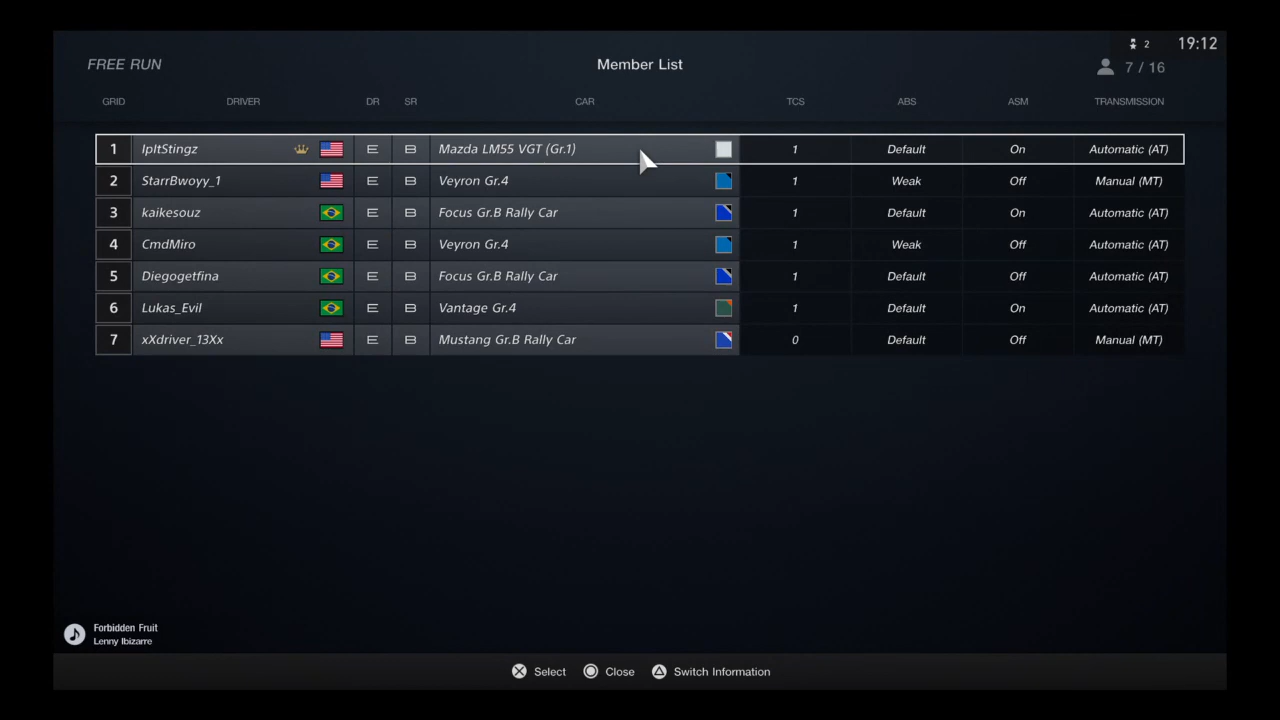 2 19:12
FREE RUN Member List 7 / 16
GRID DRIVER DR SR CAR TCS ABS ASM TRANSMISSION
1 IpItStingz E B Mazda LM55 VGT (Gr.1) 1 Default On Automatic (AT)
2 StarrBwoyy_1 E B Veyron Gr.4 1 Weak Off Manual (MT)
3 kaikesouz E B Focus Gr.B Rally Car 1 Default On Automatic (AT)
4 CmdMiro E B Veyron Gr.4 1 Weak Off Automatic (AT)
5 Diegogetfina E B Focus Gr.B Rally Car 1 Default Off Automatic (AT)
6 Lukas_Evil E B Vantage Gr.4 1 Default On Automatic (AT)
7 xXdriver_13Xx E B Mustang Gr.B Rally Car 0 Default Off Manual (MT)
Forbidden Fruit
Lenny Ibizarre
Select Close Switch Information